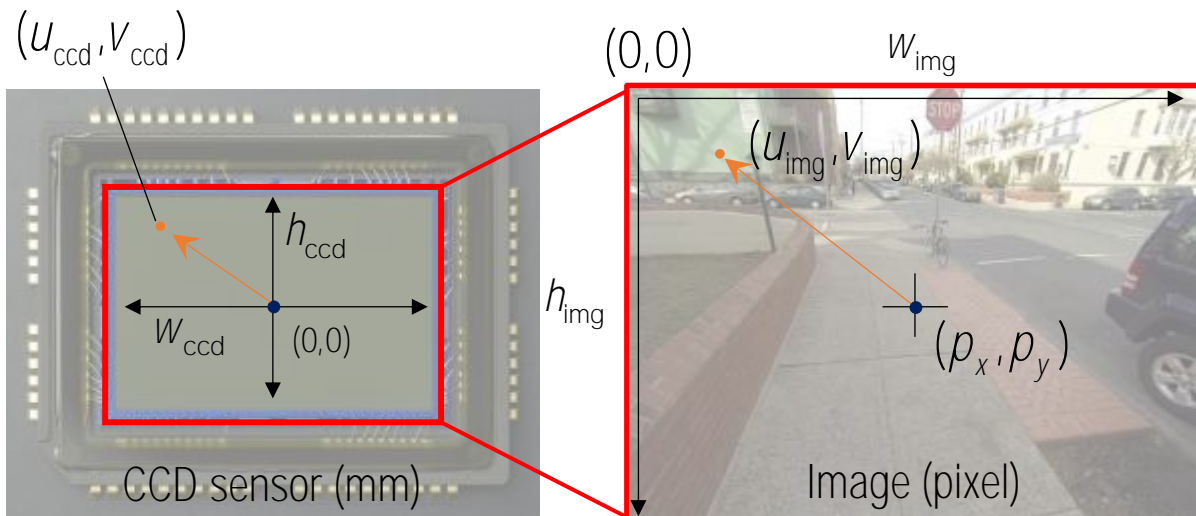 (u_ccd, v_ccd)
(0,0)
w_img
STOP
(u_img, v_img)
h_ccd
w_ccd
(0,0)
h_img
(p_x, p_y)
CCD sensor (mm)
Image (pixel)